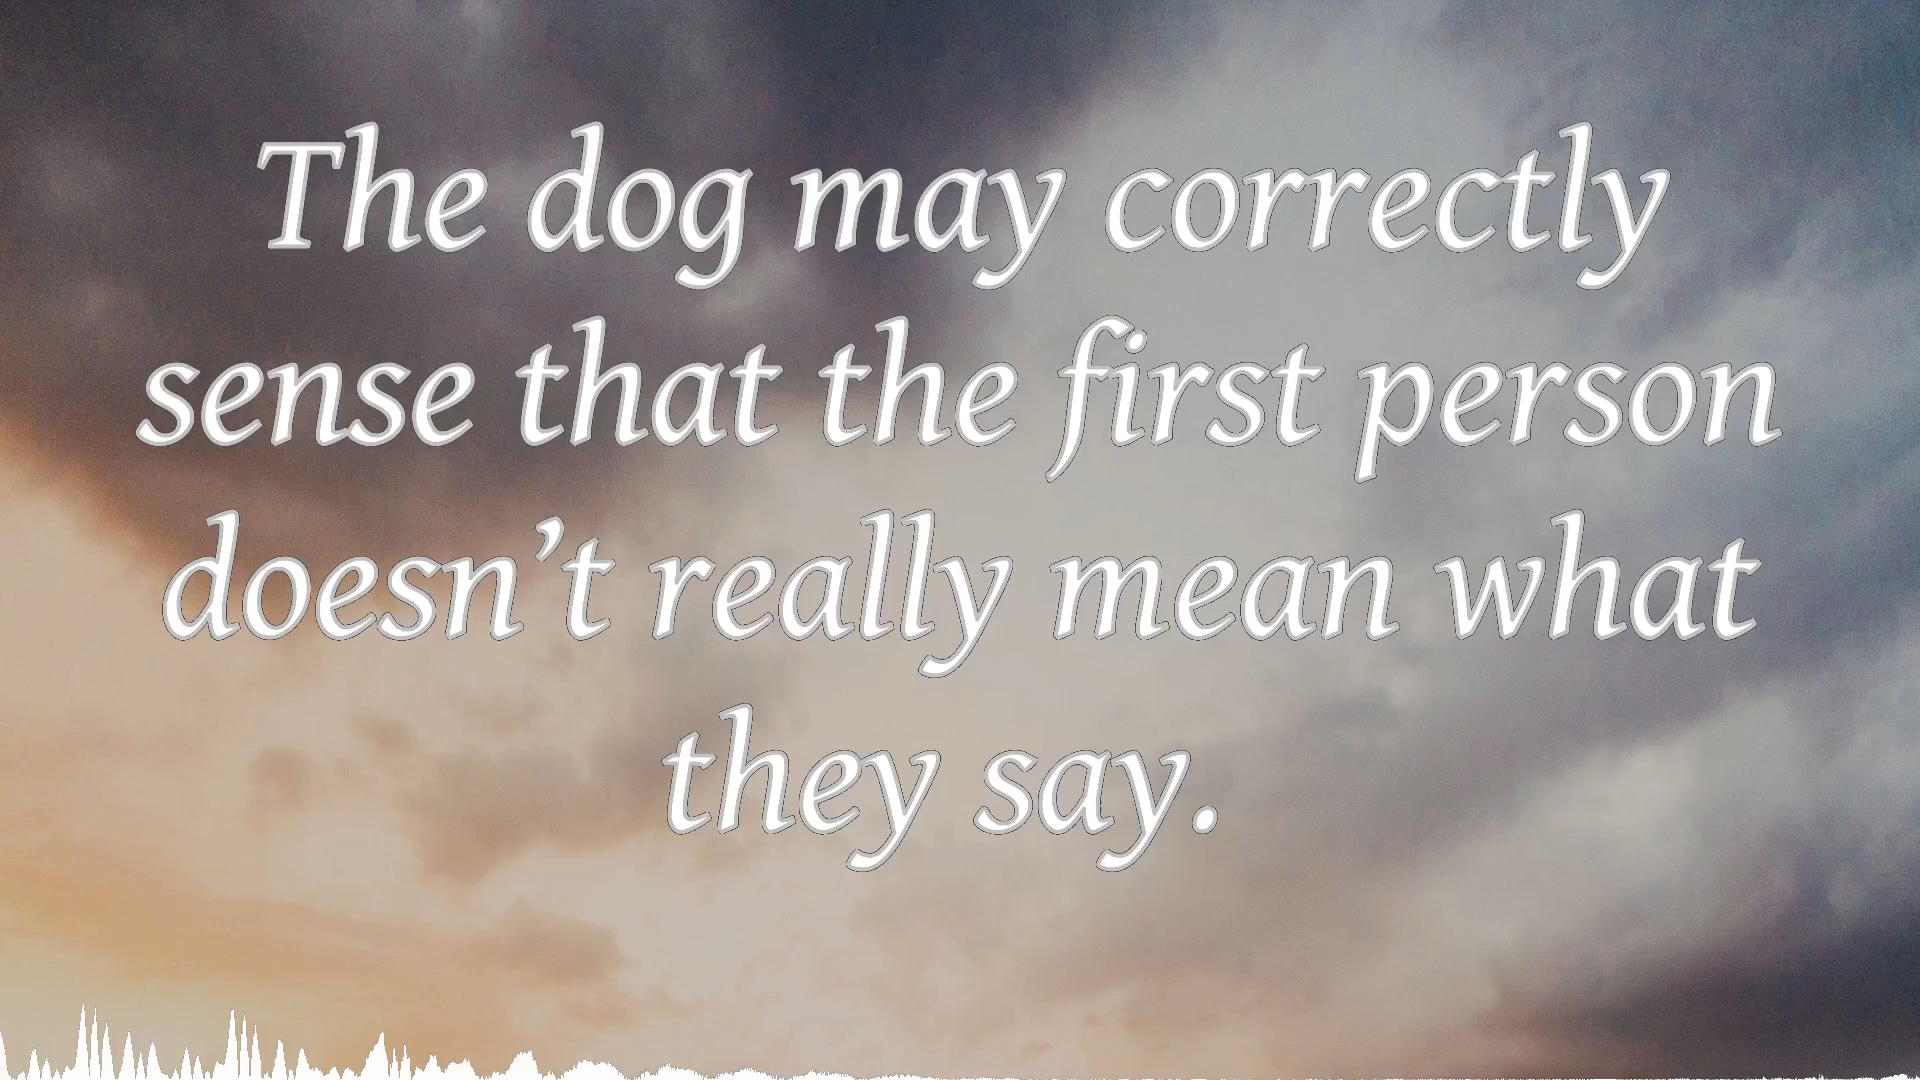 The dog may correctly
sense that the first person
doesn’t really mean what
they say.